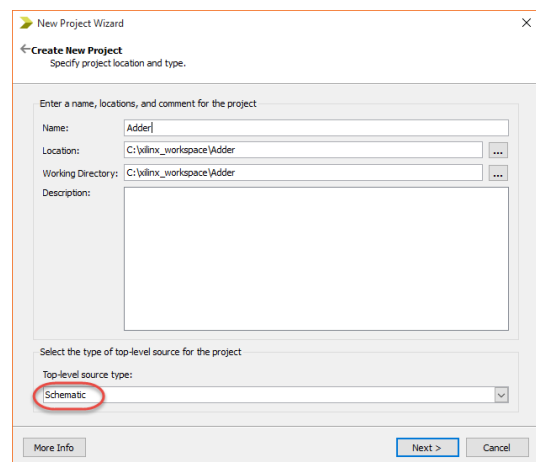 New Project Wizard
Create New Project
Specify project location and type.
Enter a name, locations, and comment for the project
Name: Adder
Location: C:\xilinx_workspace\Adder ...
Working Directory: C:\xilinx_workspace\Adder ...
Description:
Select the type of top-level source for the project
Top-level source type:
Schematic
More Info Next > Cancel